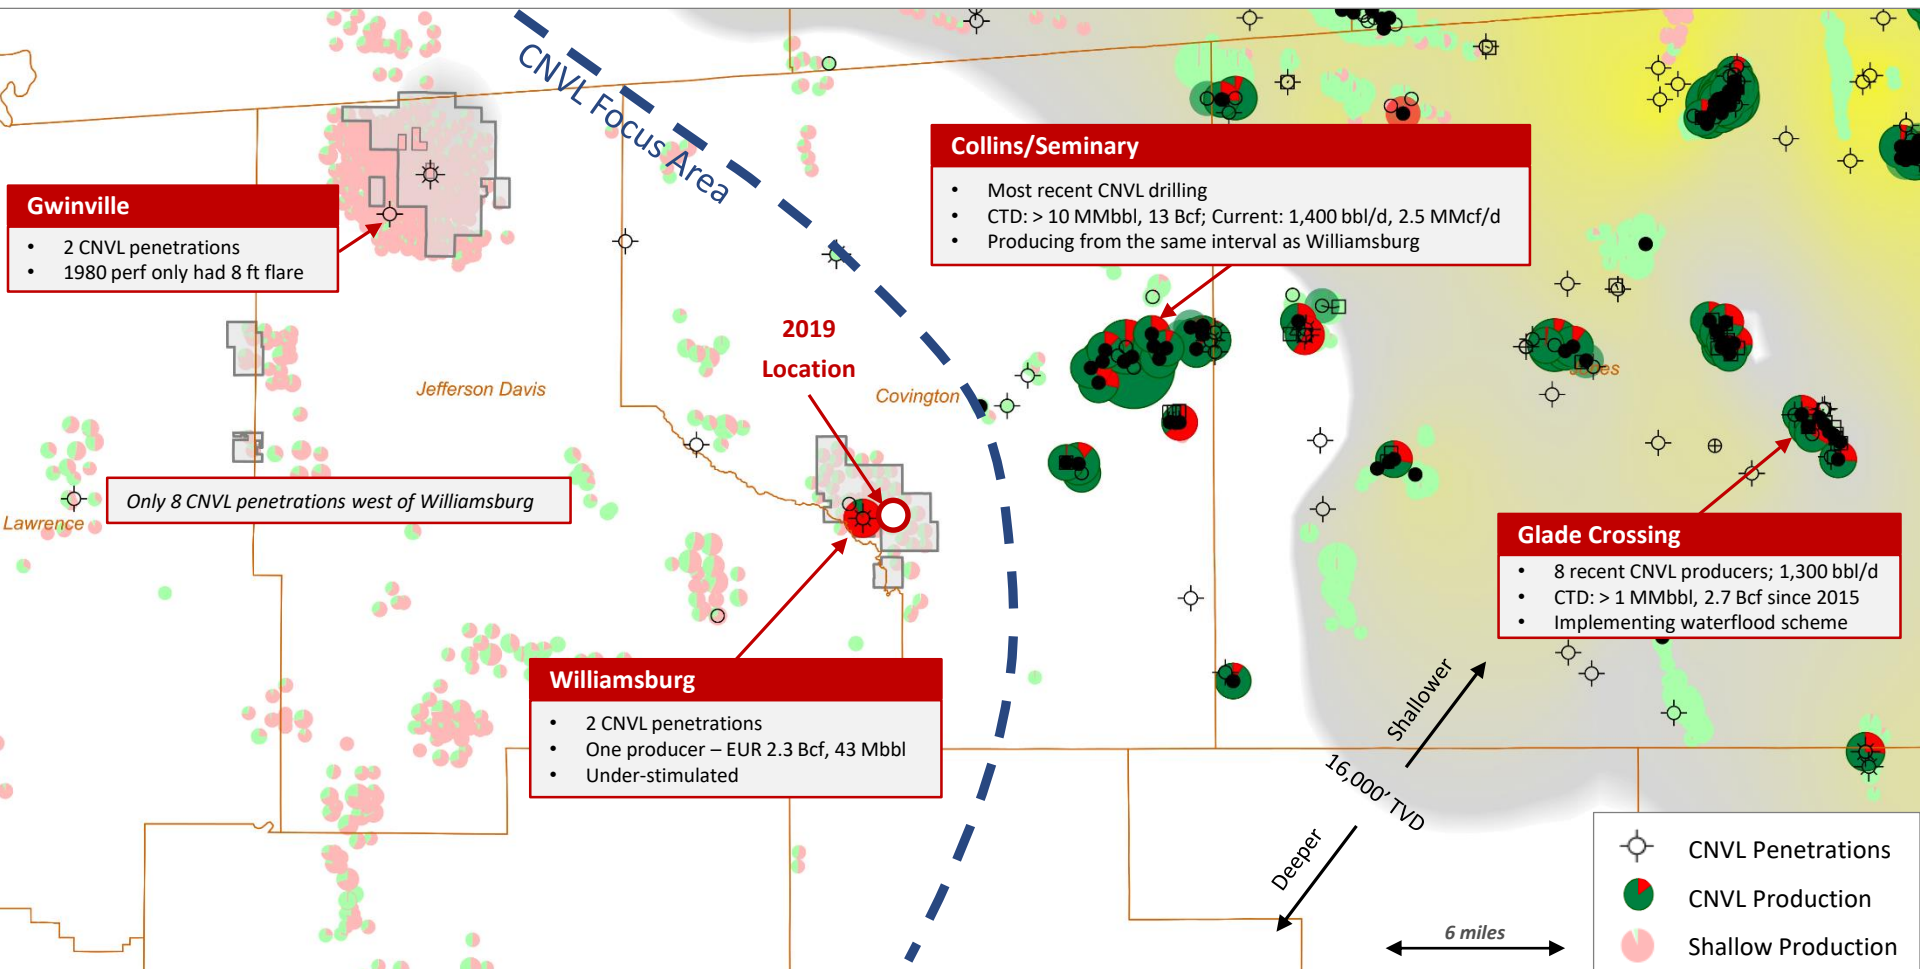 CNVL Focus Area
Gwinville
• 2 CNVL penetrations
• 1980 perf only had 8 ft flare
Collins/Seminary
• Most recent CNVL drilling
• CTD: > 10 MMbbl, 13 Bcf; Current: 1,400 bbl/d, 2.5 MMcf/d
• Producing from the same interval as Williamsburg
2019
Location
Jefferson Davis
Covington
Only 8 CNVL penetrations west of Williamsburg
Lawrence
Glade Crossing
• 8 recent CNVL producers; 1,300 bbl/d
• CTD: > 1 MMbbl, 2.7 Bcf since 2015
• Implementing waterflood scheme
Williamsburg
• 2 CNVL penetrations
• One producer – EUR 2.3 Bcf, 43 Mbbl
• Under-stimulated
Shallower
16,000’ TVD
Deeper
6 miles
CNVL Penetrations
CNVL Production
Shallow Production